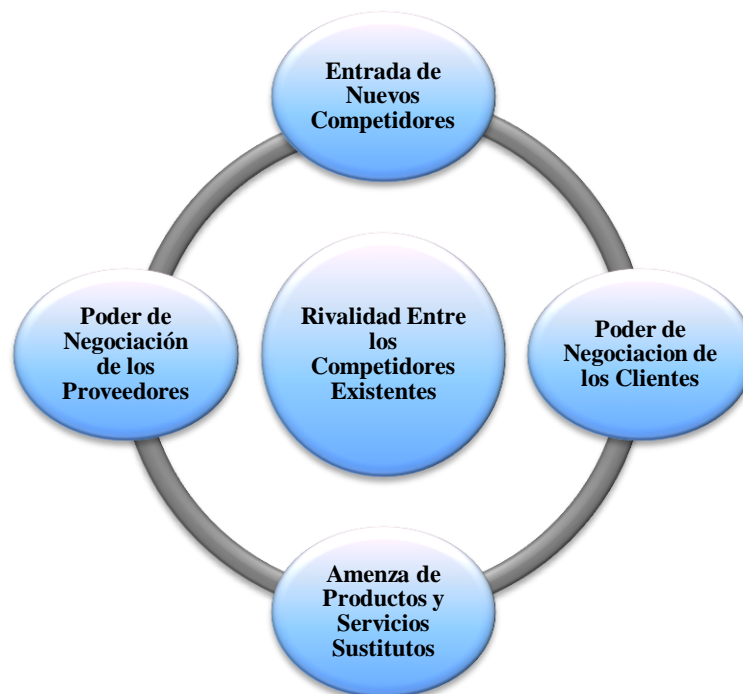 Entrada de
Nuevos
Competidores
Poder de
Negociación
de los
Proveedores
Rivalidad Entre
los
Competidores
Existentes
Poder de
Negociacion de
los Clientes
Amenza de
Productos y
Servicios
Sustitutos